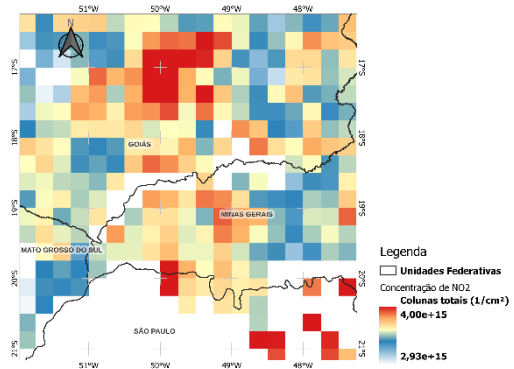 N
51°W 50°W 49°W 48°W
17°S 17°S
18°S 18°S
GOIÁS
19°S 19°S
MINAS GERAIS
MATO GROSSO DO SUL
20°S 20°S
SÃO PAULO
21°S 21°S
51°W 50°W 49°W 48°W
Legenda
Unidades Federativas
Concentração de NO2
Colunas totais (1/cm²)
4,00e+15
2,93e+15